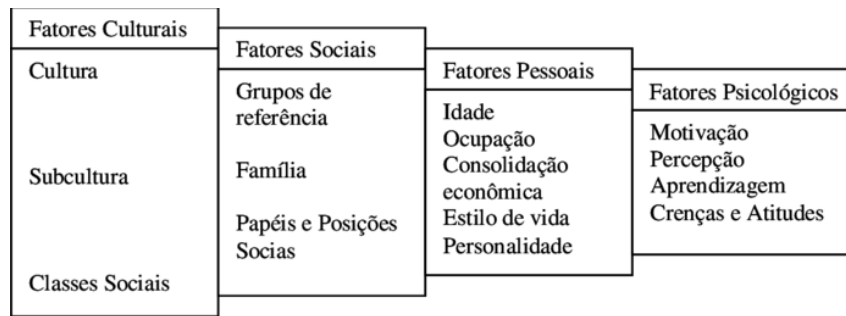 Fatores Culturais
Cultura
Subcultura
Classes Sociais
Fatores Sociais
Grupos de
referência
Família
Papéis e Posições
Socias
Fatores Pessoais
Idade
Ocupação
Consolidação
econômica
Estilo de vida
Personalidade
Fatores Psicológicos
Motivação
Percepção
Aprendizagem
Crenças e Atitudes